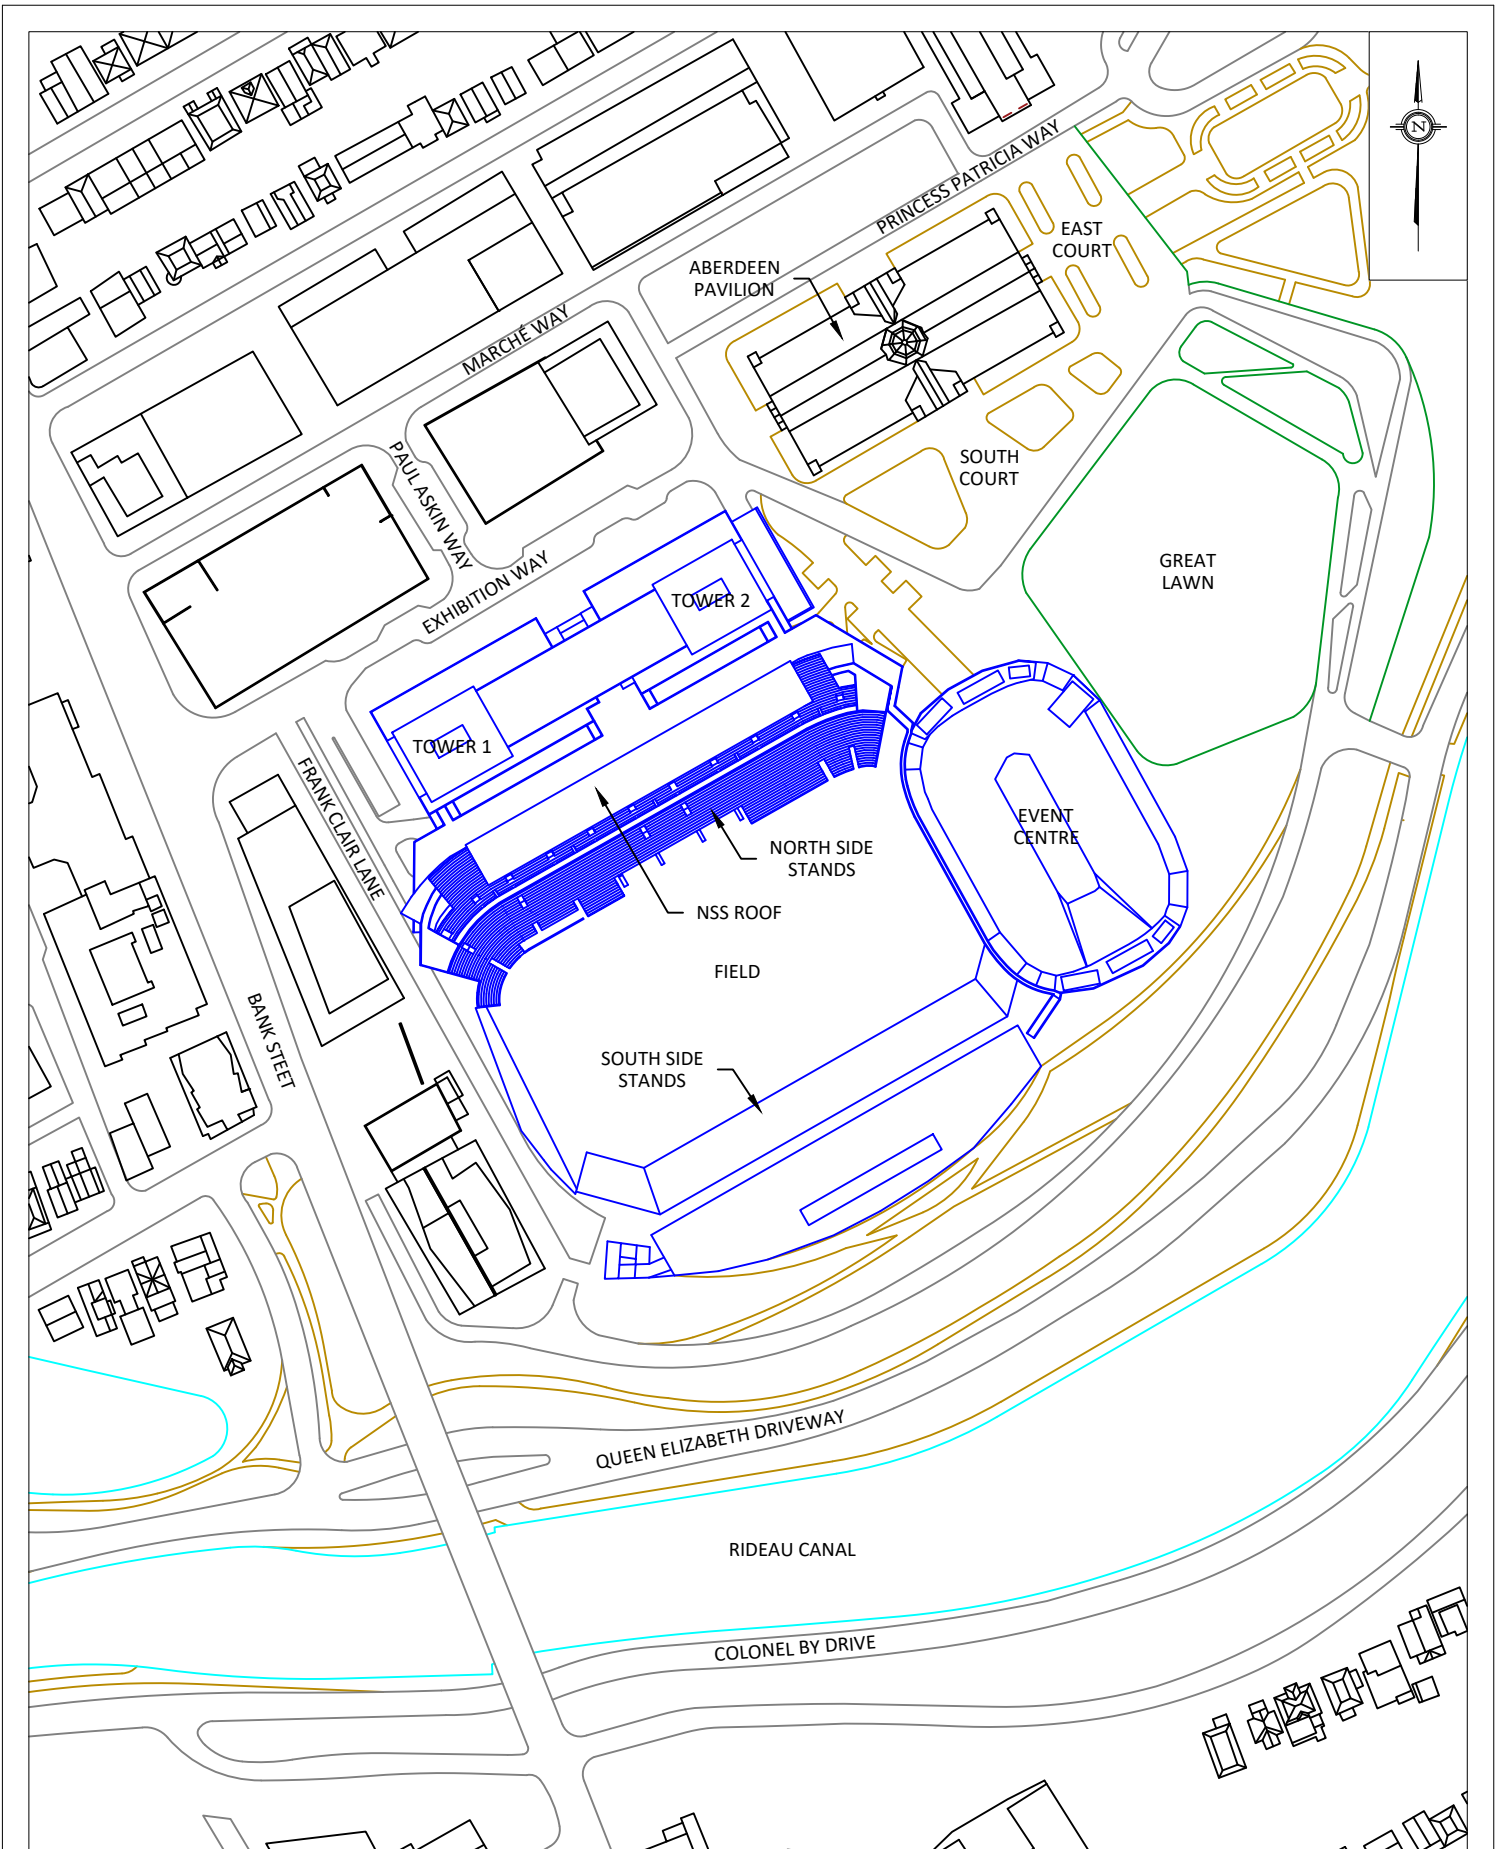 N
PRINCESS PATRICIA WAY
EAST
COURT
ABERDEEN
PAVILION
MARCHÉ WAY
PAUL ASKIN WAY
SOUTH
COURT
EXHIBITION WAY
GREAT
LAWN
TOWER 2
TOWER 1
FRANK CLAIR LANE
EVENT
CENTRE
NORTH SIDE
STANDS
NSS ROOF
FIELD
BANK STEET
SOUTH SIDE
STANDS
QUEEN ELIZABETH DRIVEWAY
RIDEAU CANAL
COLONEL BY DRIVE